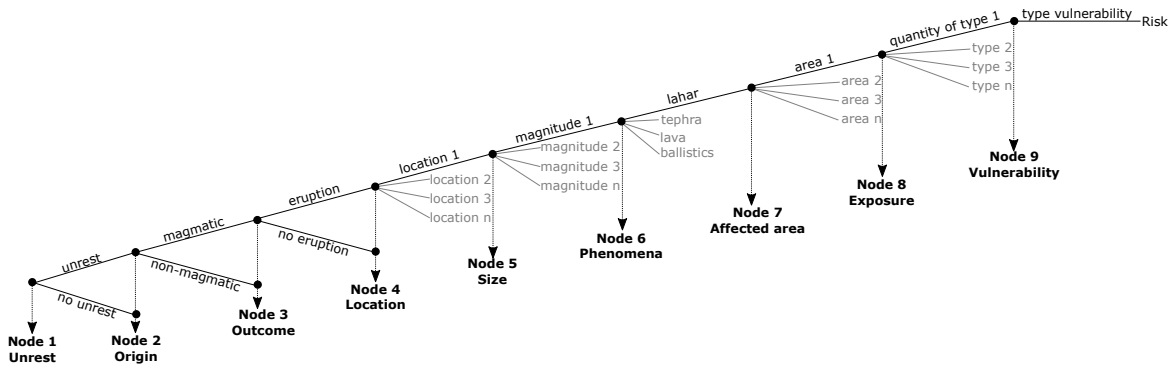 unrest
no unrest
Node 1
Unrest
magmatic
non-magmatic
Node 2
Origin
eruption
no eruption
Node 3
Outcome
location 1
location 2
location 3
location n
Node 4
Location
magnitude 1
magnitude 2
magnitude 3
magnitude n
Node 5
Size
lahar
tephra
lava
ballistics
Node 6
Phenomena
area 1
area 2
area 3
area n
Node 7
Affected area
quantity of type 1
type 2
type 3
type n
Node 8
Exposure
type vulnerability
Risk
Node 9
Vulnerability